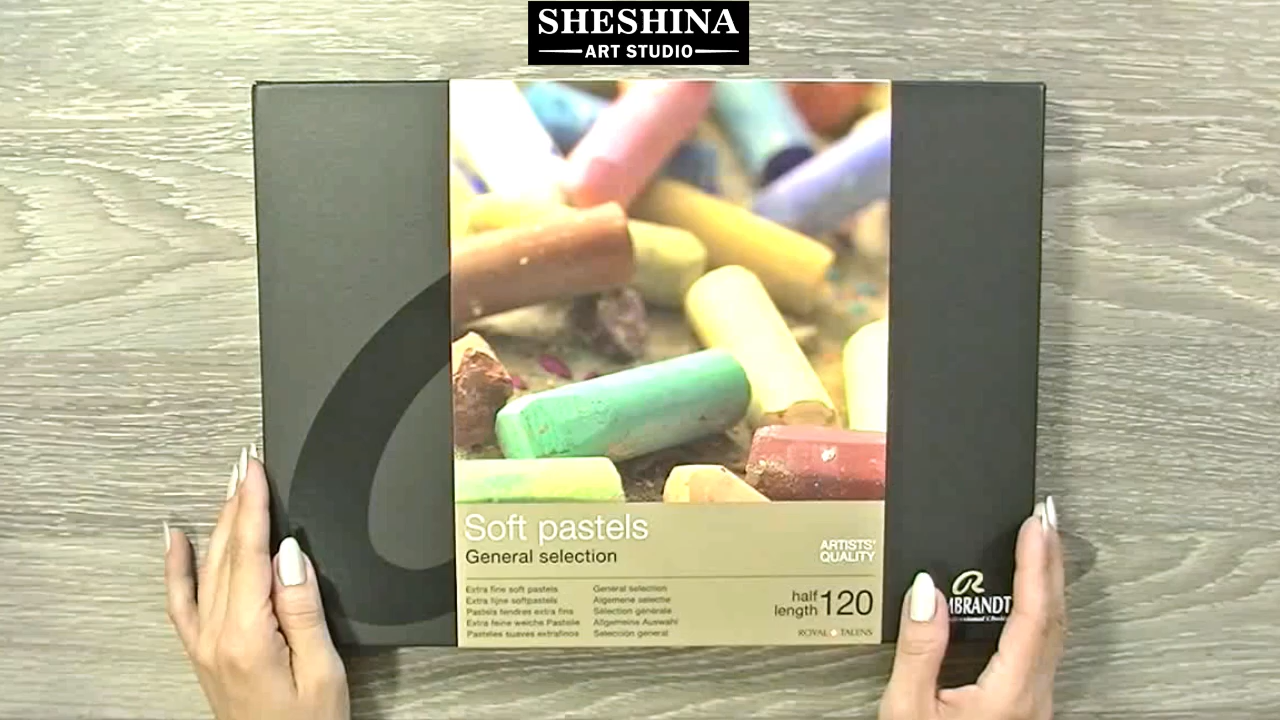 SHESHINA
ART STUDIO
Soft pastels
General selection
ARTISTS'
QUALITY
Extra fine soft pastels
Extra fijne softpastels
Pastels tendres extra fins
Extra feine weiche Pastelle
Pasteles suaves extrafinos
General selection
Algemene selectie
Sélection générale
Allgemeine Auswahl
Selección general
half
length 120
ROYAL TALENS
R
MBRANDT